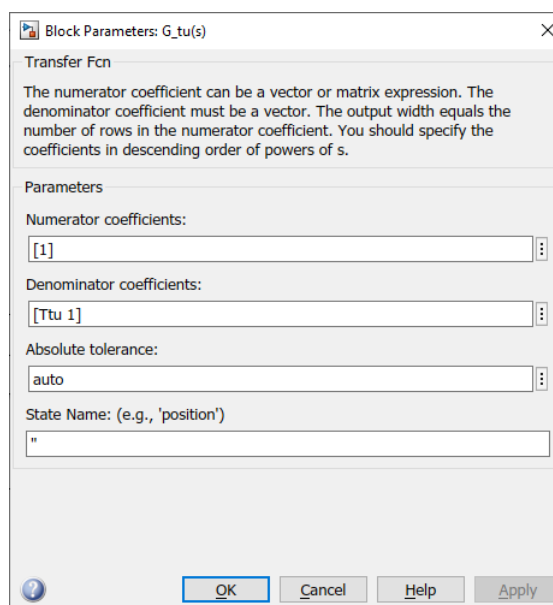 Block Parameters: G_tu(s)
Transfer Fcn
The numerator coefficient can be a vector or matrix expression. The
denominator coefficient must be a vector. The output width equals the
number of rows in the numerator coefficient. You should specify the
coefficients in descending order of powers of s.
Parameters
Numerator coefficients:
[1]
Denominator coefficients:
[Ttu 1]
Absolute tolerance:
auto
State Name: (e.g., 'position')
''
OK Cancel Help Apply